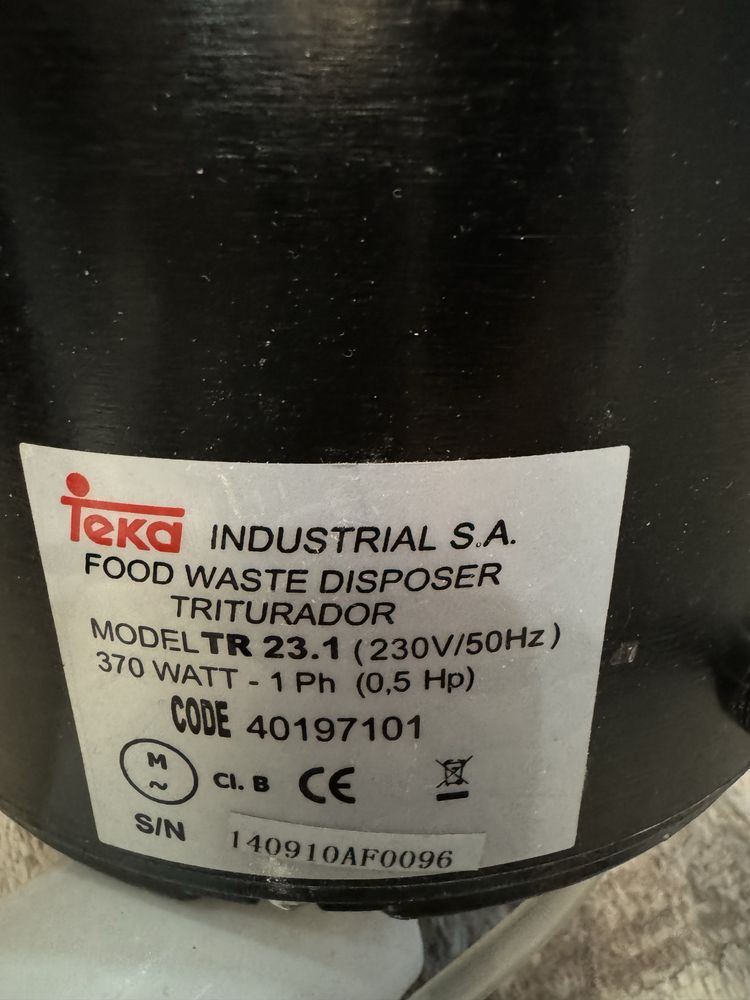 Teka INDUSTRIAL S.A.
FOOD WASTE DISPOSER
TRITURADOR
MODEL TR 23.1 (230V/50Hz)
370 WATT - 1 Ph (0,5 Hp)
CODE 40197101
M ~ Cl. B CE
S/N 140910AF0096